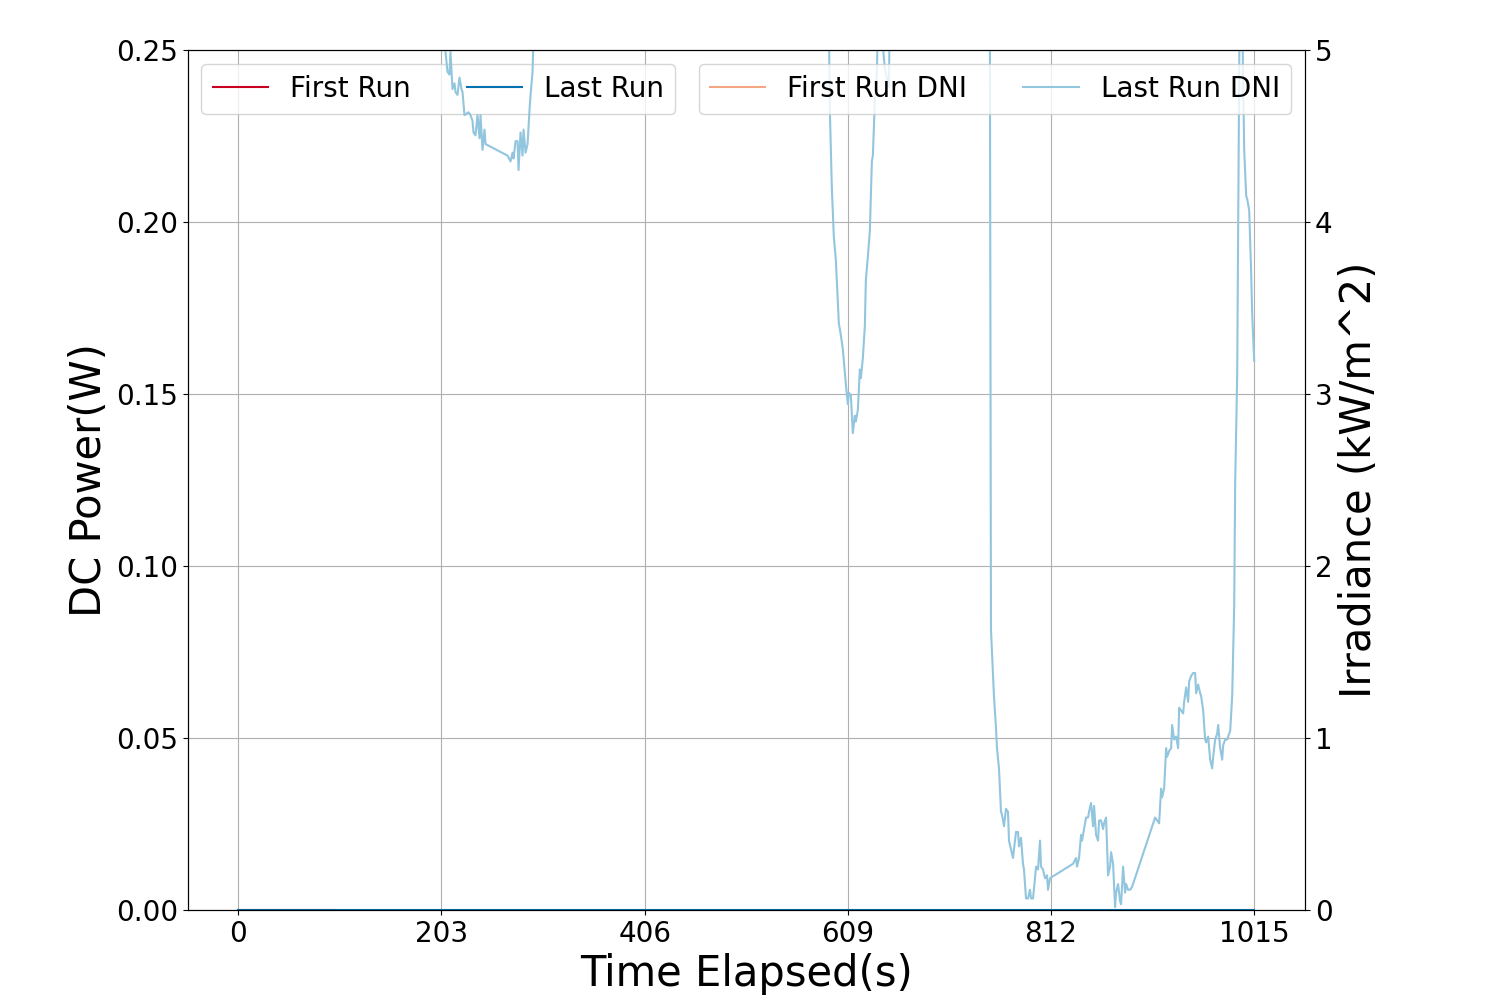 First Run
Last Run
First Run DNI
Last Run DNI
0.25
0.20
0.15
0.10
0.05
0.00
DC Power(W)
5
4
3
2
1
0
Irradiance (kW/m^2)
0
203
406
609
812
1015
Time Elapsed(s)